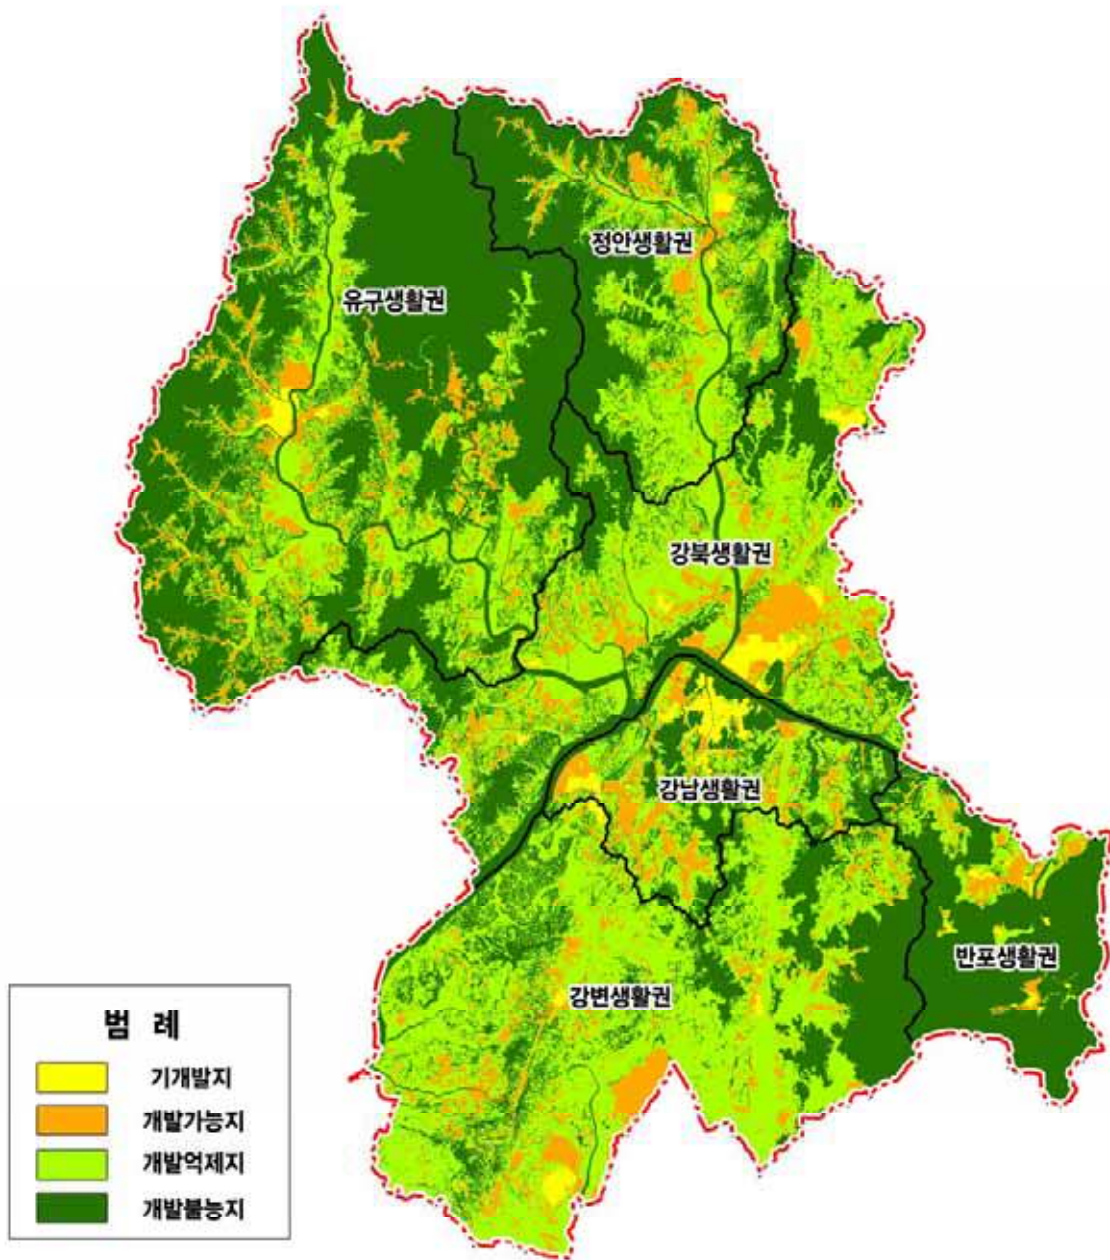 정안생활권
유구생활권
강북생활권
강남생활권
반포생활권
강변생활권
범 례
기개발지
개발가능지
개발억제지
개발불능지